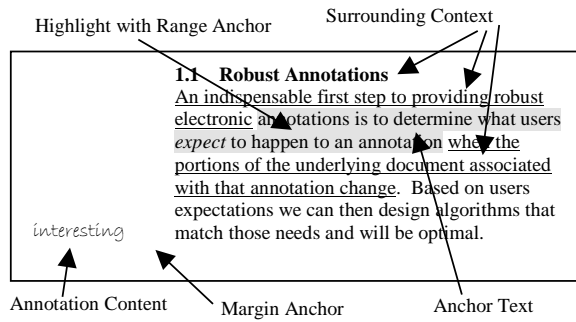 Highlight with Range Anchor
Surrounding Context
1.1 Robust Annotations
An indispensable first step to providing robust
electronic annotations is to determine what users
expect to happen to an annotation when the
portions of the underlying document associated
with that annotation change. Based on users
expectations we can then design algorithms that
match those needs and will be optimal.
interesting
Annotation Content
Margin Anchor
Anchor Text